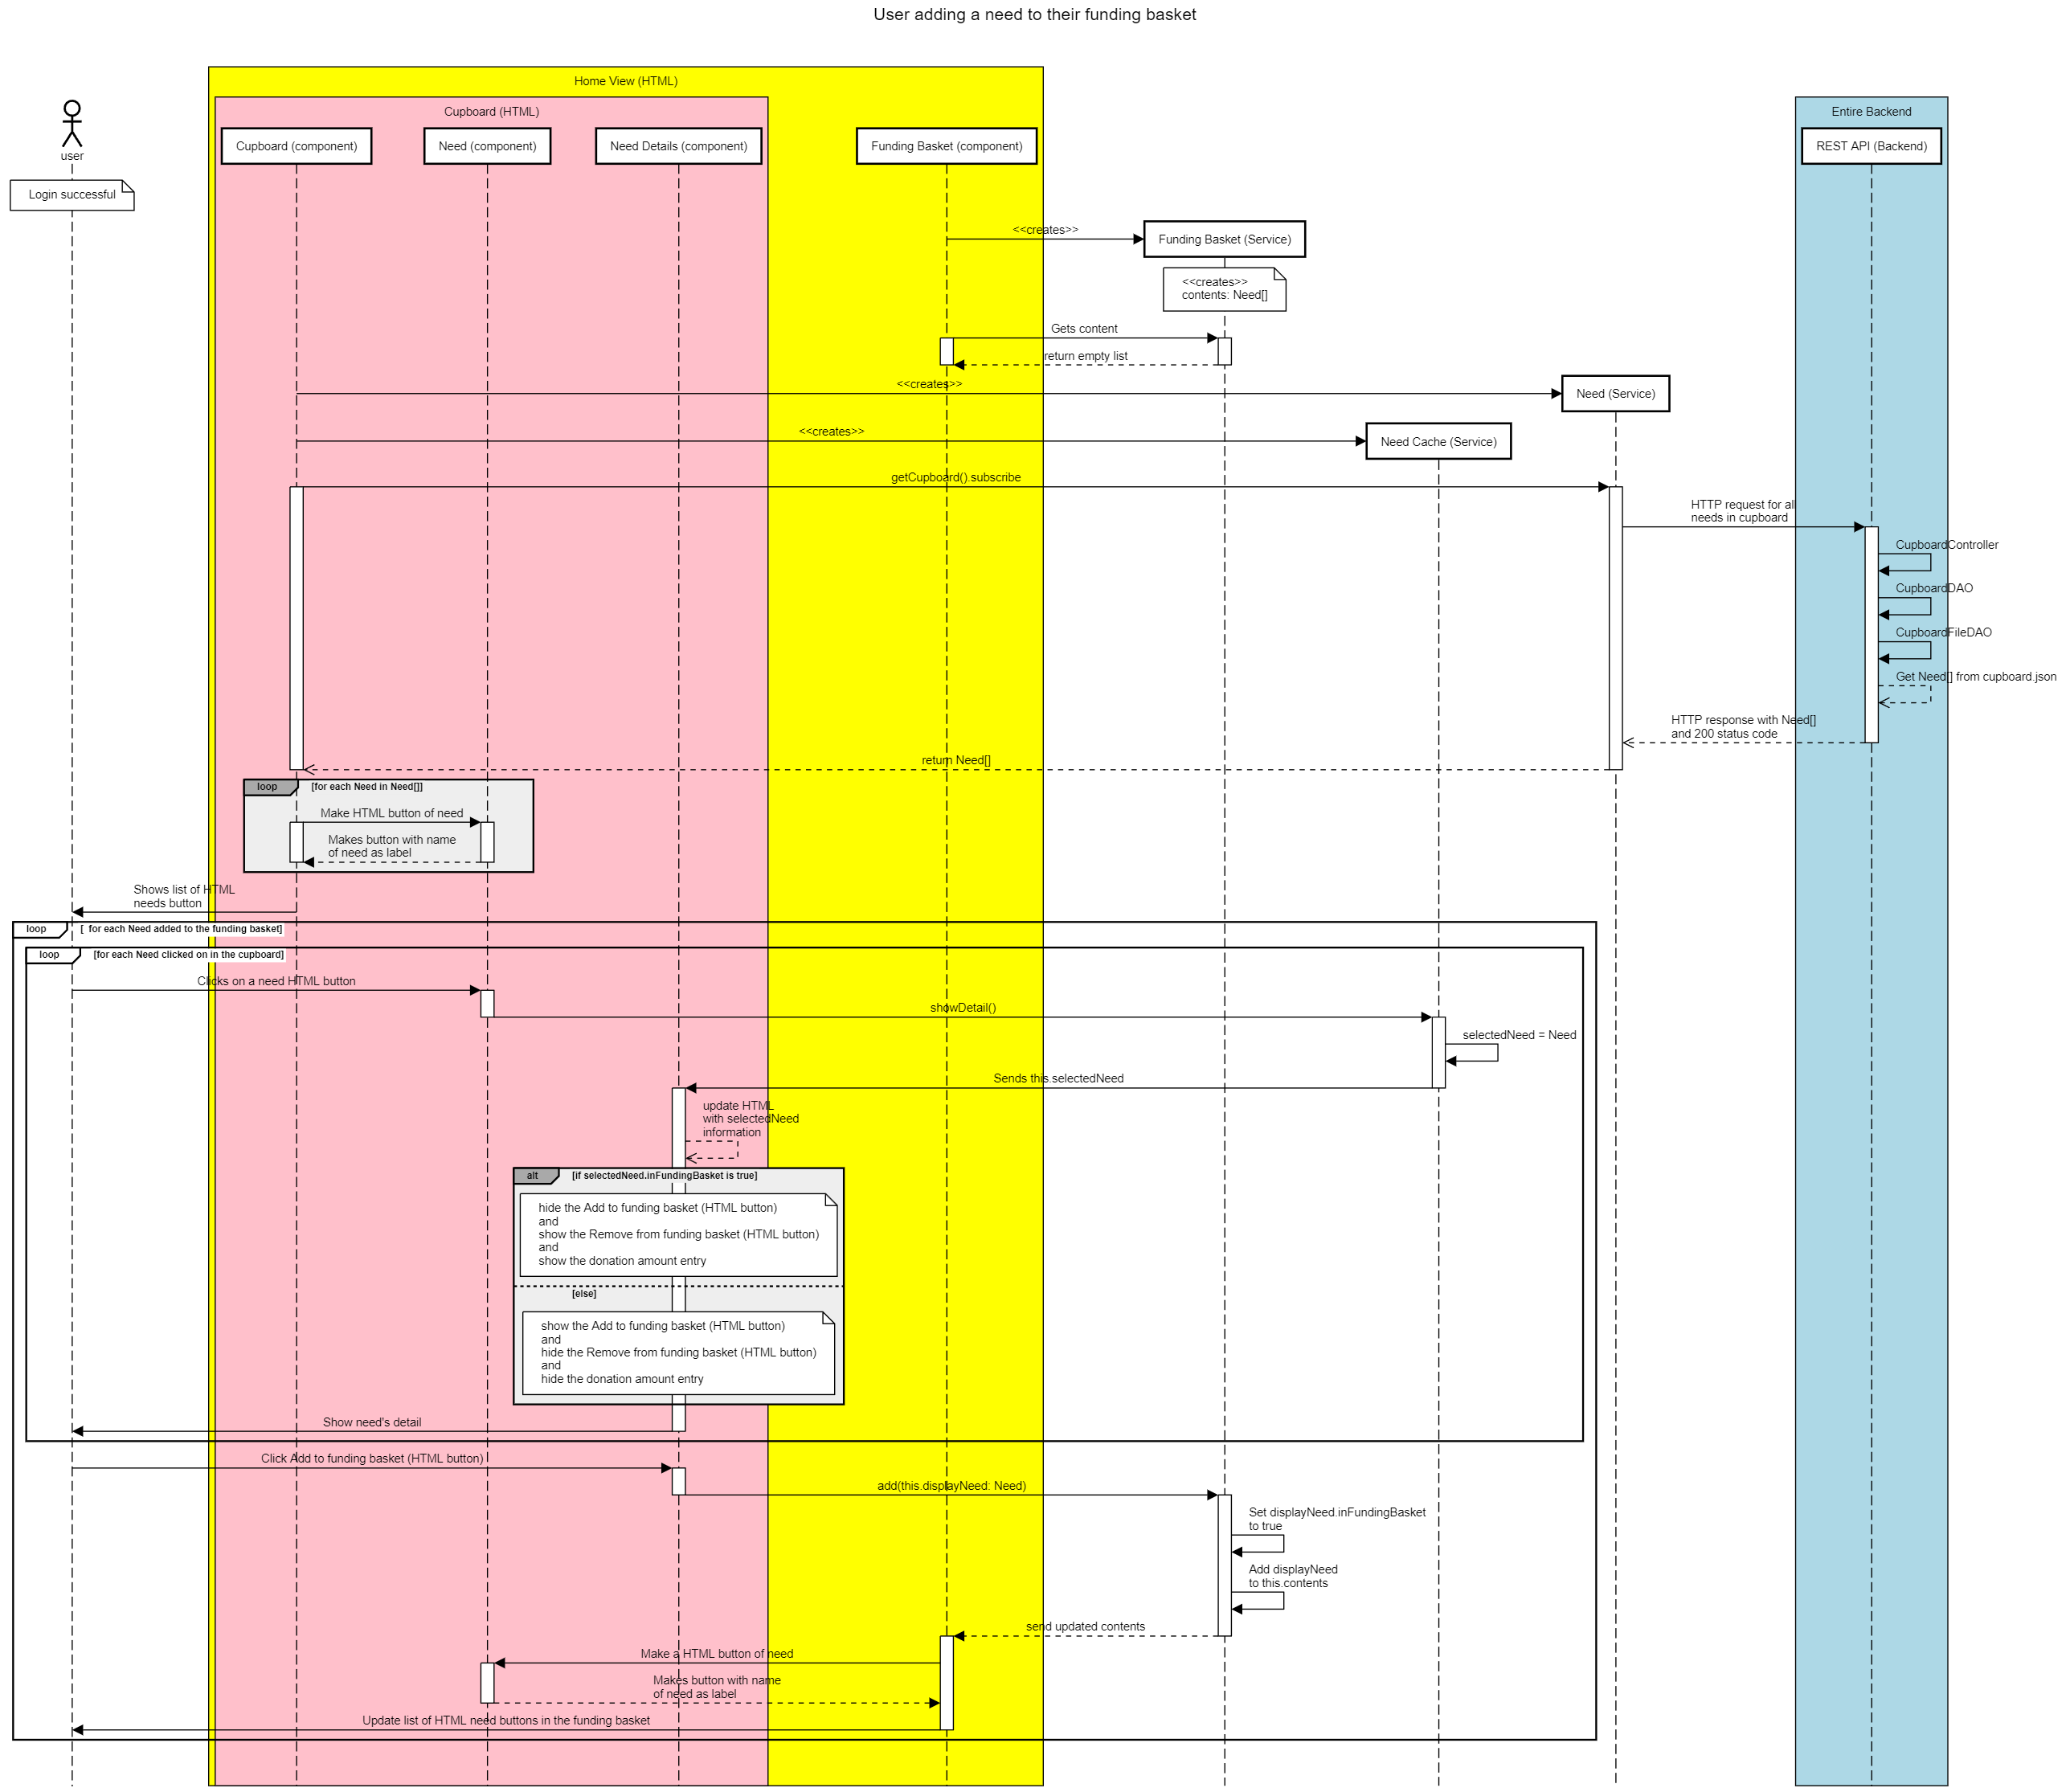 User adding a need to their funding basket
Home View (HTML)
Cupboard (HTML)
Entire Backend
user
Cupboard (component)
Need (component)
Need Details (component)
Funding Basket (component)
REST API (Backend)
Login successful
<<creates>>
Funding Basket (Service)
<<creates>>
contents: Need[]
Gets content
return empty list
<<creates>>
Need (Service)
<<creates>>
Need Cache (Service)
getCupboard().subscribe
HTTP request for all
needs in cupboard
CupboardController
CupboardDAO
CupboardFileDAO
Get Need[] from cupboard.json
HTTP response with Need[]
and 200 status code
return Need[]
loop [for each Need in Need[]]
Make HTML button of need
Makes button with name
of need as label
Shows list of HTML
needs button
loop [ for each Need added to the funding basket]
loop [for each Need clicked on in the cupboard]
Clicks on a need HTML button
showDetail()
selectedNeed = Need
Sends this.selectedNeed
update HTML
with selectedNeed
information
alt [if selectedNeed.inFundingBasket is true]
hide the Add to funding basket (HTML button)
and
show the Remove from funding basket (HTML button)
and
show the donation amount entry
[else]
show the Add to funding basket (HTML button)
and
hide the Remove from funding basket (HTML button)
and
hide the donation amount entry
Show need's detail
Click Add to funding basket (HTML button)
add(this.displayNeed: Need)
Set displayNeed.inFundingBasket
to true
Add displayNeed
to this.contents
send updated contents
Make a HTML button of need
Makes button with name
of need as label
Update list of HTML need buttons in the funding basket